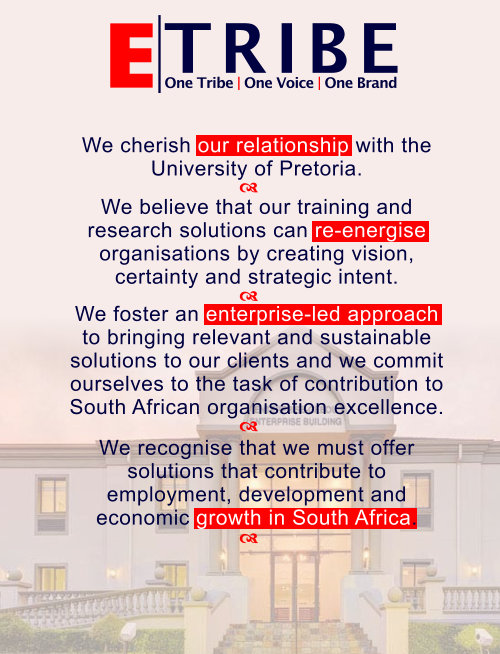 ETRIBE
One Tribe | One Voice | One Brand
We cherish our relationship with the
University of Pretoria.
We believe that our training and
research solutions can re-energise
organisations by creating vision,
certainty and strategic intent.
We foster an enterprise-led approach
to bringing relevant and sustainable
solutions to our clients and we commit
ourselves to the task of contribution to
South African organisation excellence.
ENTERPRISE BUILDING
We recognise that we must offer
solutions that contribute to
employment, development and
economic growth in South Africa.